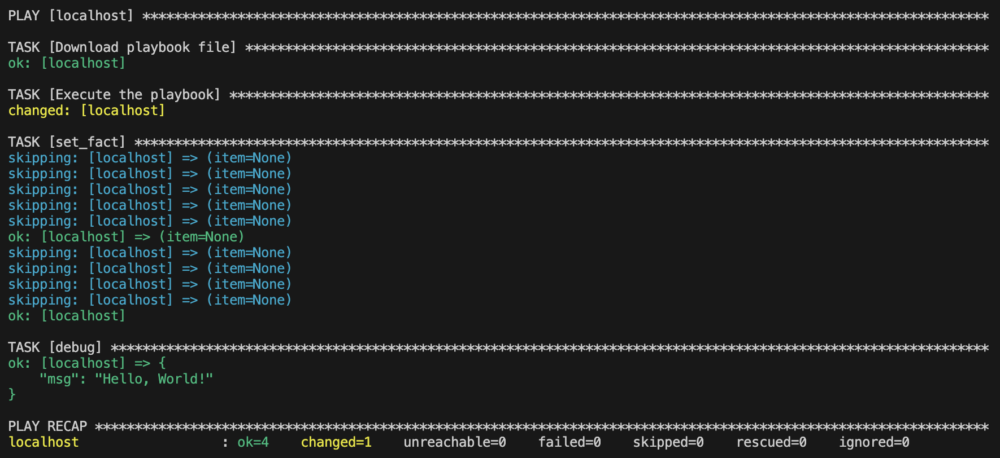 PLAY [localhost] ***********************************************************************************************************
TASK [Download playbook file] **********************************************************************************************
ok: [localhost]
TASK [Execute the playbook] ************************************************************************************************
changed: [localhost]
TASK [set_fact] ************************************************************************************************************
skipping: [localhost] => (item=None)
skipping: [localhost] => (item=None)
skipping: [localhost] => (item=None)
skipping: [localhost] => (item=None)
skipping: [localhost] => (item=None)
ok: [localhost] => (item=None)
skipping: [localhost] => (item=None)
skipping: [localhost] => (item=None)
skipping: [localhost] => (item=None)
skipping: [localhost] => (item=None)
ok: [localhost]
TASK [debug] ***************************************************************************************************************
ok: [localhost] => {
    "msg": "Hello, World!"
}
PLAY RECAP *****************************************************************************************************************
localhost                  : ok=4    changed=1    unreachable=0    failed=0    skipped=0    rescued=0    ignored=0